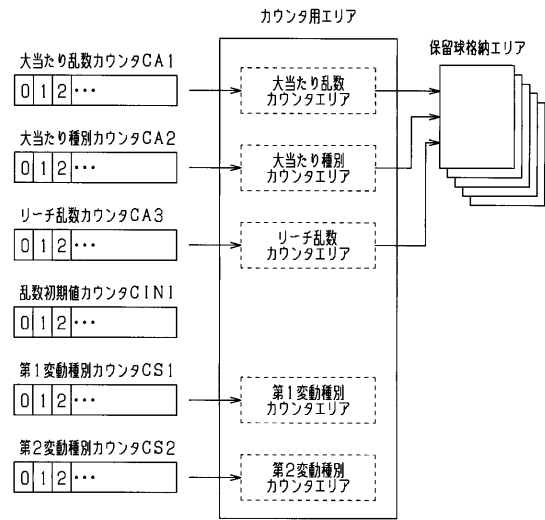 カウンタ用エリア
保留球格納エリア
大当たり乱数カウンタCA1
0 1 2 ･･･
大当たり乱数
カウンタエリア
大当たり種別カウンタCA2
0 1 2 ･･･
大当たり種別
カウンタエリア
リーチ乱数カウンタCA3
0 1 2 ･･･
リーチ乱数
カウンタエリア
乱数初期値カウンタCIN1
0 1 2 ･･･
第1変動種別カウンタCS1
0 1 2 ･･･
第1変動種別
カウンタエリア
第2変動種別カウンタCS2
0 1 2 ･･･
第2変動種別
カウンタエリア